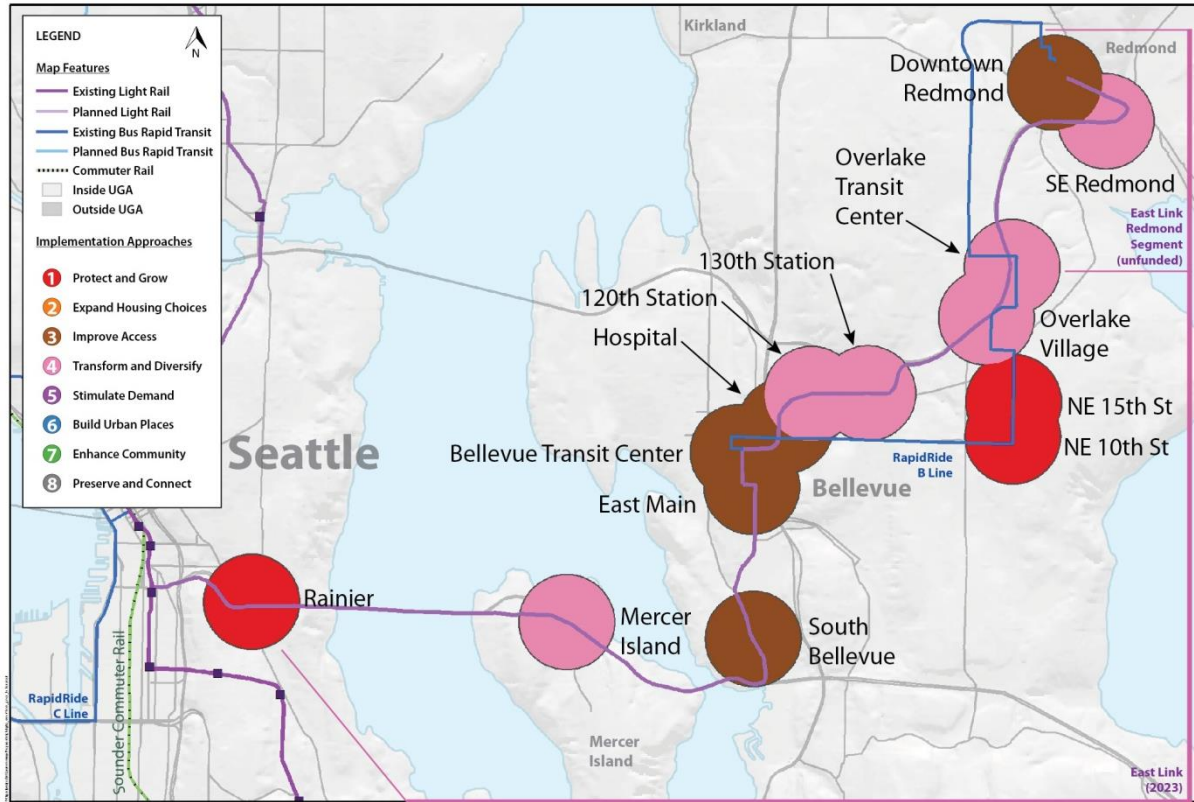 LEGEND
N
Map Features
Existing Light Rail
Planned Light Rail
Existing Bus Rapid Transit
Planned Bus Rapid Transit
Commuter Rail
Inside UGA
Outside UGA
Implementation Approaches
1 Protect and Grow
2 Expand Housing Choices
3 Improve Access
4 Transform and Diversify
5 Stimulate Demand
6 Build Urban Places
7 Enhance Community
8 Preserve and Connect
Kirkland
Redmond
Downtown
Redmond
SE Redmond
Overlake
Transit
Center
East Link
Redmond
Segment
(unfunded)
130th Station
120th Station
Hospital
Overlake
Village
NE 15th St
NE 10th St
Seattle
Bellevue Transit Center
RapidRide
B Line
Bellevue
East Main
Rainier
Mercer
Island
South
Bellevue
RapidRide
C Line
Sounder Commuter Rail
Mercer
Island
East Link
(2023)